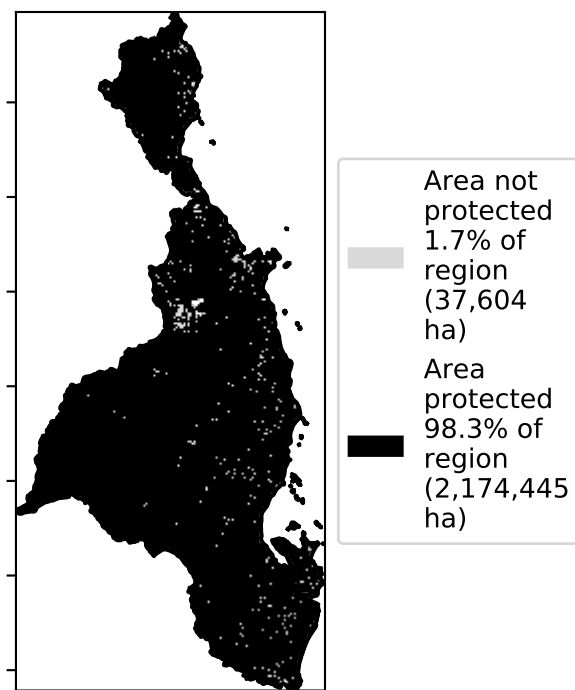 Area not
protected
1.7% of
region
(37,604
ha)
Area
protected
98.3% of
region
(2,174,445
ha)